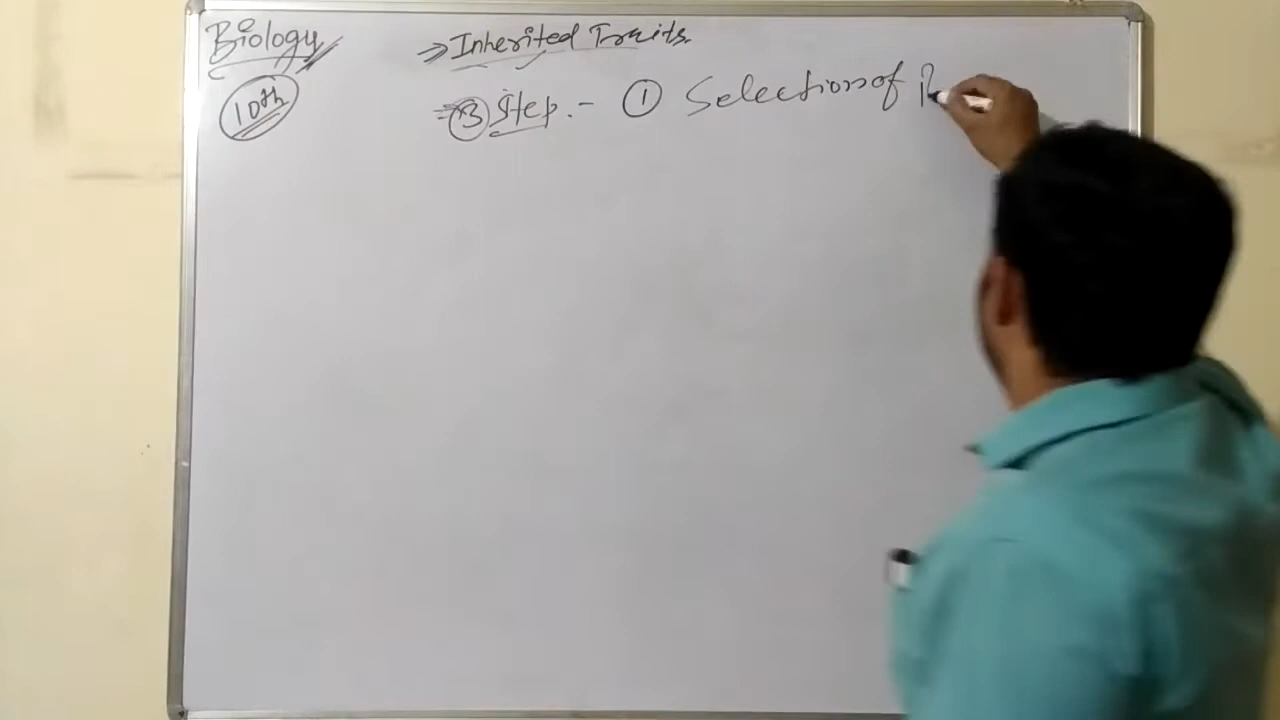 Biology
10th
⇒ Inherited Traits.
⇒ ③ Step. - ① Selection of